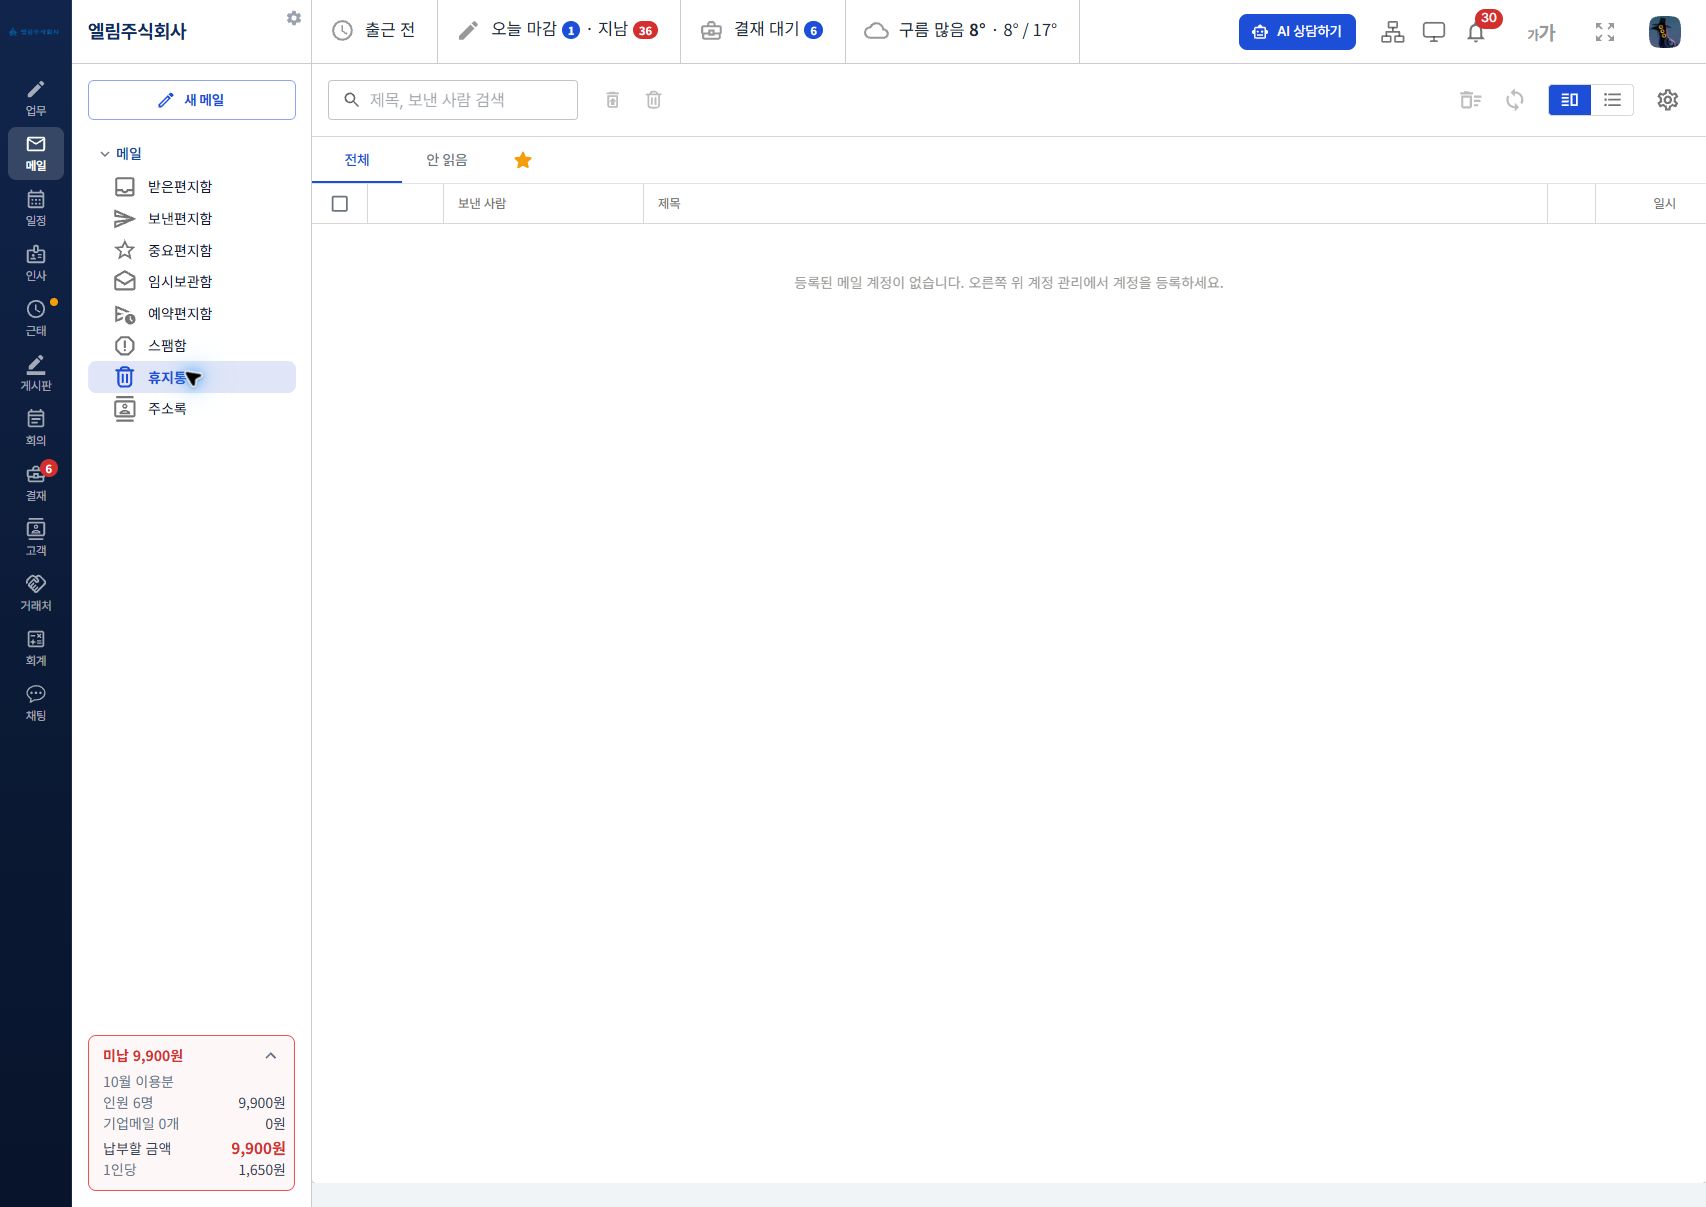 엘림주식회사
엘림주식회사
출근 전
오늘 마감 1 · 지남 36
결재 대기 6
구름 많음 8° · 8° / 17°
AI 상담하기
30
가가
업무
메일
일정
인사
근태
게시판
회의
6
결재
고객
거래처
회계
채팅
새 메일
메일
받은편지함
보낸편지함
중요편지함
임시보관함
예약편지함
스팸함
휴지통
주소록
제목, 보낸 사람 검색
전체
안 읽음
보낸 사람
제목
일시
등록된 메일 계정이 없습니다. 오른쪽 위 계정 관리에서 계정을 등록하세요.
미납 9,900원
10월 이용분
인원 6명 9,900원
기업메일 0개 0원
납부할 금액 9,900원
1인당 1,650원